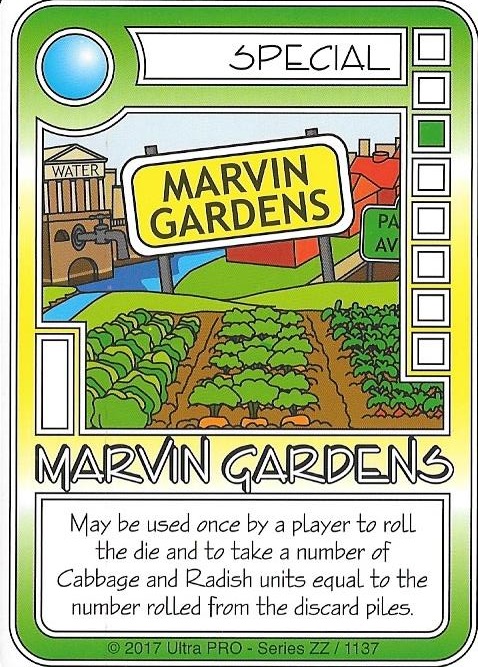 SPECIAL
WATER
MARVIN
GARDENS
PA
AV
MARVIN GARDENS
May be used once by a player to roll
the die and to take a number of
Cabbage and Radish units equal to the
number rolled from the discard piles.
© 2017 Ultra PRO - Series ZZ / 1137